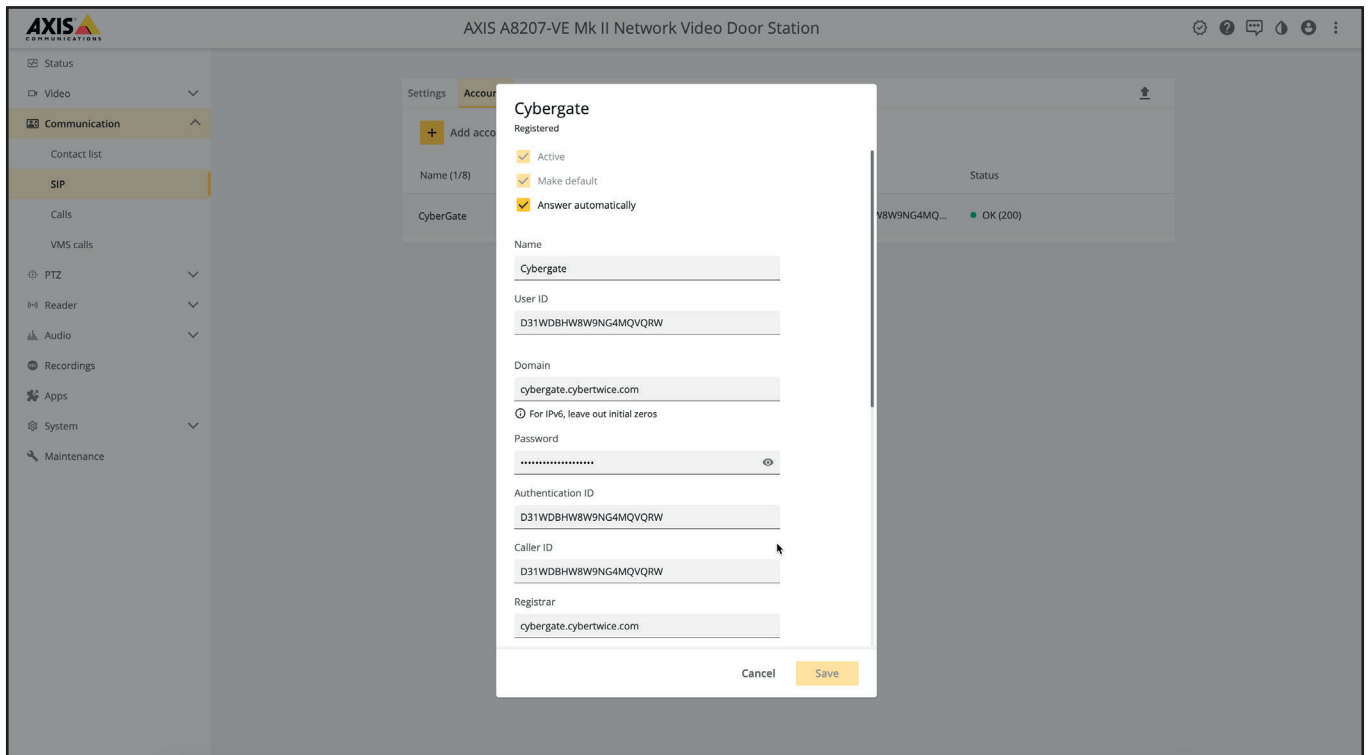 AXIS
COMMUNICATIONS
AXIS A8207-VE Mk II Network Video Door Station
Status
Video
Communication
Contact list
SIP
Calls
VMS calls
PTZ
Reader
Audio
Recordings
Apps
System
Maintenance
Settings
Add
Name (1/8)
Status
CyberGate
OK (200)
Cybergate
Registered
Active
Make default
Answer automatically
Name
Cybergate
User ID
D31WDBHW8W9NG4MQVQRW
Domain
cybergate.cybertwice.com
For IPv6, leave out initial zeros
Password
••••••••••••••••••••
Authentication ID
D31WDBHW8W9NG4MQVQRW
Caller ID
D31WDBHW8W9NG4MQVQRW
Registrar
cybergate.cybertwice.com
Cancel
Save